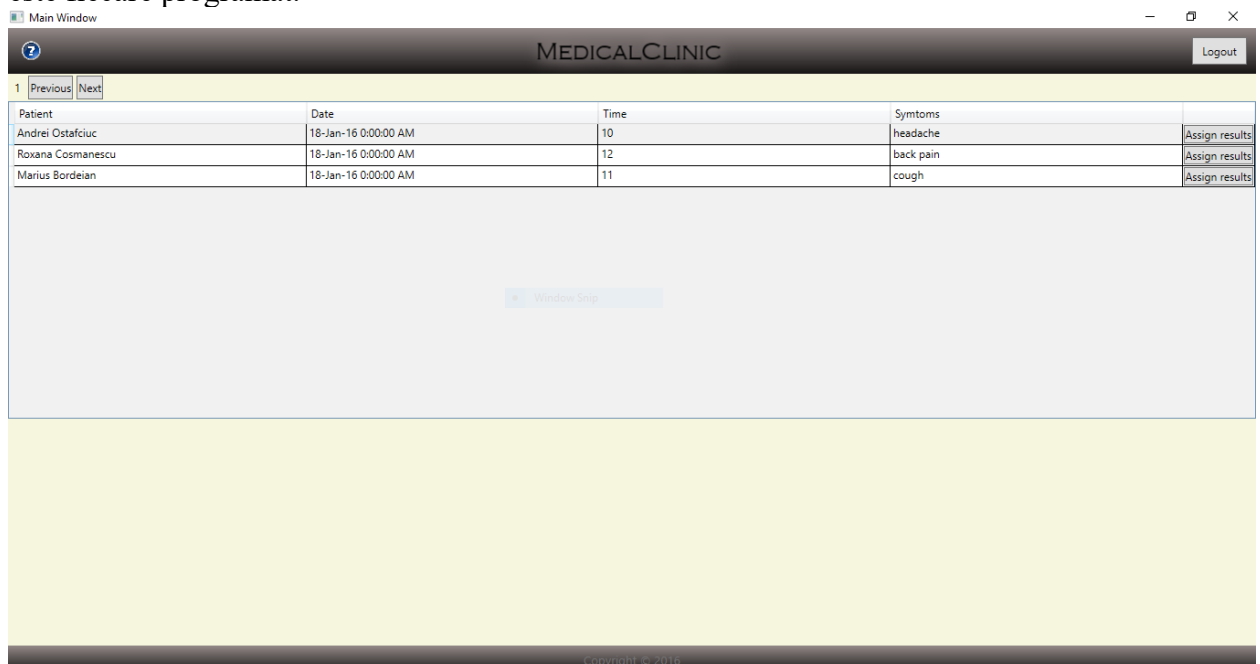 Main Window
MEDICALCLINIC
Logout
1 Previous Next
Patient Date Time Symtoms
Andrei Ostafciuc 18-Jan-16 0:00:00 AM 10 headache Assign results
Roxana Cosmanescu 18-Jan-16 0:00:00 AM 12 back pain Assign results
Marius Bordeian 18-Jan-16 0:00:00 AM 11 cough Assign results
Window Snip
Copyright © 2016